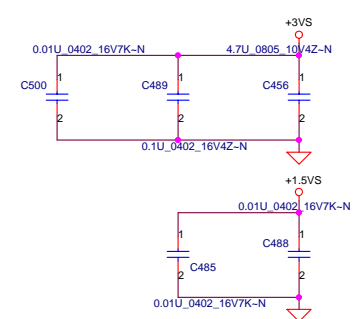 +3VS
0.01U_0402_16V7K~N 4.7U_0805_10V4Z~N
1 1 1
C500 C489 C456
2 2 2
0.1U_0402_16V4Z~N
+1.5VS
0.01U_0402_16V7K~N
1 1
C488
C485
2 2
0.01U_0402_16V7K~N